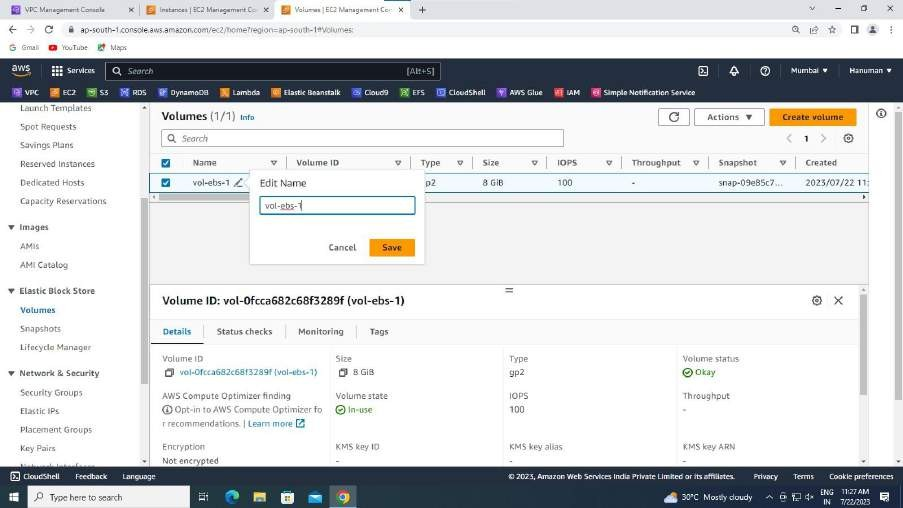 VPC Management Console
Instances | EC2 Management Con
Volumes | EC2 Management Con
ap-south-1.console.aws.amazon.com/ec2/home?region=ap-south-1#Volumes:
Gmail YouTube Maps
aws Services Search [Alt+S] Mumbai Hanuman
VPC EC2 S3 RDS DynamoDB Lambda Elastic Beanstalk Cloud9 EFS CloudShell AWS Glue IAM Simple Notification Service
Launch Templates
Spot Requests
Savings Plans
Reserved Instances
Dedicated Hosts
Capacity Reservations
Images
AMIs
AMI Catalog
Elastic Block Store
Volumes
Snapshots
Lifecycle Manager
Network & Security
Security Groups
Elastic IPs
Placement Groups
Key Pairs
Network Interfaces
Volumes (1/1) Info
Actions Create volume
Search
1
Name Volume ID Type Size IOPS Throughput Snapshot Created
vol-ebs-1 gp2 8 GiB 100 - snap-09e85c7... 2023/07/22 11:
Edit Name
vol-ebs-1
Cancel Save
Volume ID: vol-0fcca682c68f3289f (vol-ebs-1)
Details Status checks Monitoring Tags
Volume ID Size Type Volume status
vol-0fcca682c68f3289f (vol-ebs-1) 8 GiB gp2 Okay
AWS Compute Optimizer finding Volume state IOPS Throughput
Opt-in to AWS Compute Optimizer fo
r recommendations. | Learn more In-use 100 -
Encryption KMS key ID KMS key alias KMS key ARN
Not encrypted - - -
CloudShell Feedback Language © 2023, Amazon Web Services India Private Limited or its affiliates. Privacy Terms Cookie preferences
Type here to search
30°C Mostly cloudy
ENG
IN
11:27 AM
7/22/2023